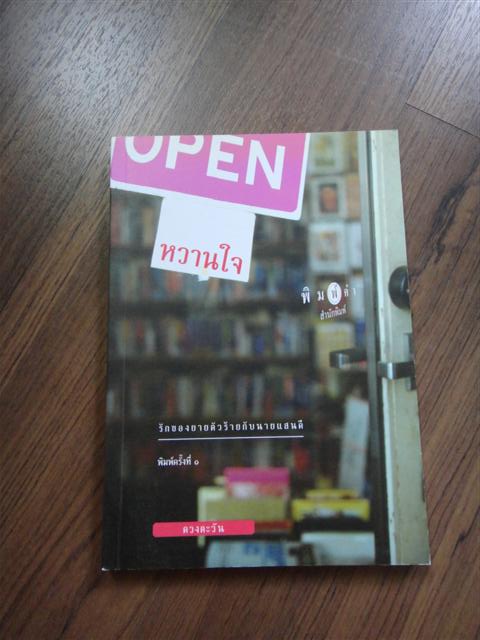 OPEN
หวานใจ
พิมพ์คำ
สำนักพิมพ์
รักของยายตัวร้ายกับนายแสนดี
พิมพ์ครั้งที่ ๑
ดวงตะวัน